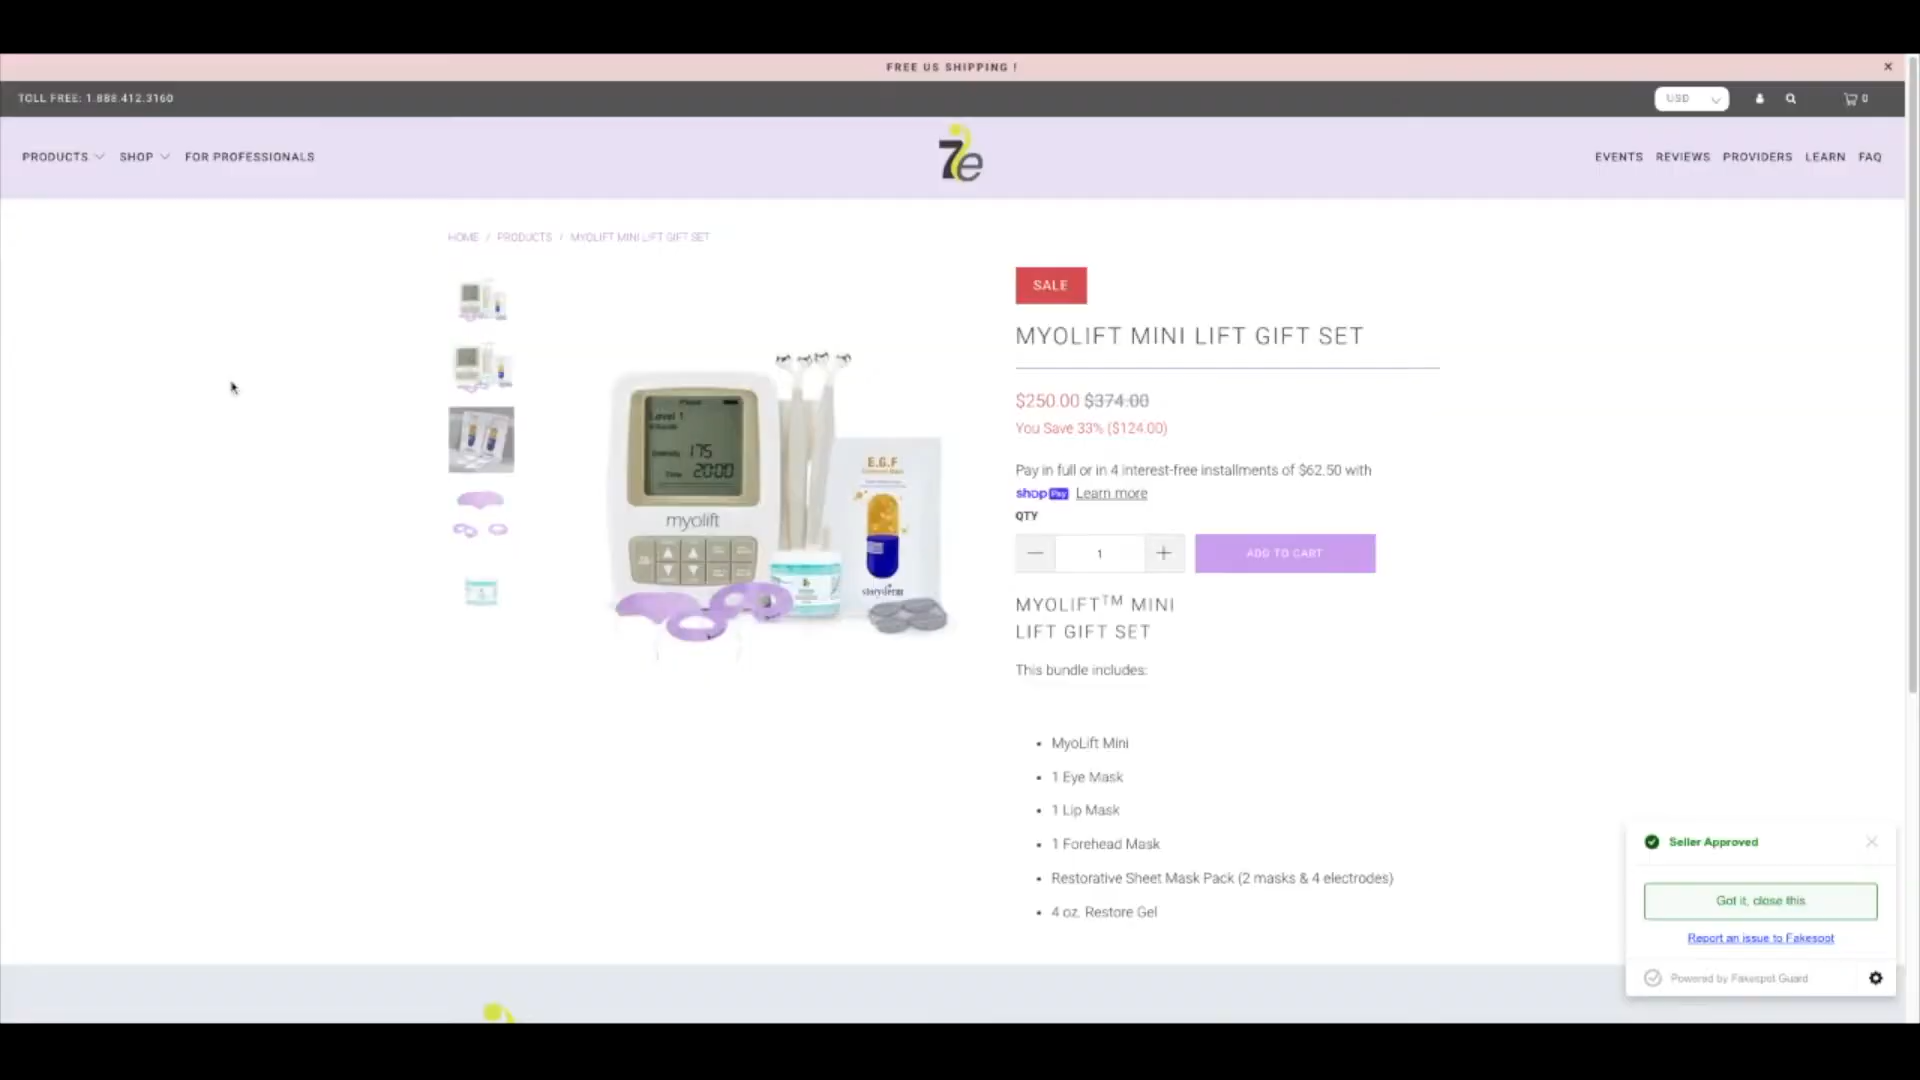 FREE US SHIPPING !
TOLL FREE: 1.888.412.3160
USD
0
PRODUCTS
SHOP
FOR PROFESSIONALS
7e
EVENTS
REVIEWS
PROVIDERS
LEARN
FAQ
HOME / PRODUCTS / MYOLIFT MINI LIFT GIFT SET
SALE
MYOLIFT MINI LIFT GIFT SET
$250.00 $374.00
You Save 33% ($124.00)
Pay in full or in 4 interest-free installments of $62.50 with
shop Pay Learn more
QTY
1
ADD TO CART
Level 1
175
20:00
myolift
E.G.F
storyderm
MYOLIFT™ MINI
LIFT GIFT SET
This bundle includes:
• MyoLift Mini
• 1 Eye Mask
• 1 Lip Mask
• 1 Forehead Mask
• Restorative Sheet Mask Pack (2 masks & 4 electrodes)
• 4 oz. Restore Gel
Seller Approved
Got it, close this
Report an issue to Fakespot
Powered by Fakespot Guard